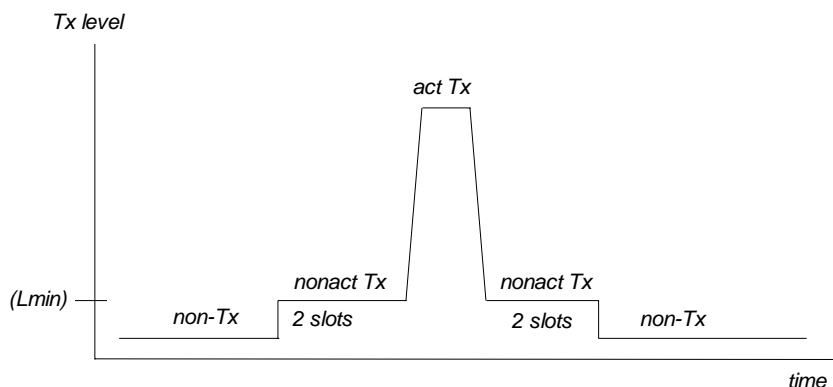 Tx level
act Tx
nonact Tx
nonact Tx
(Lmin)
non-Tx
2 slots
2 slots
non-Tx
time